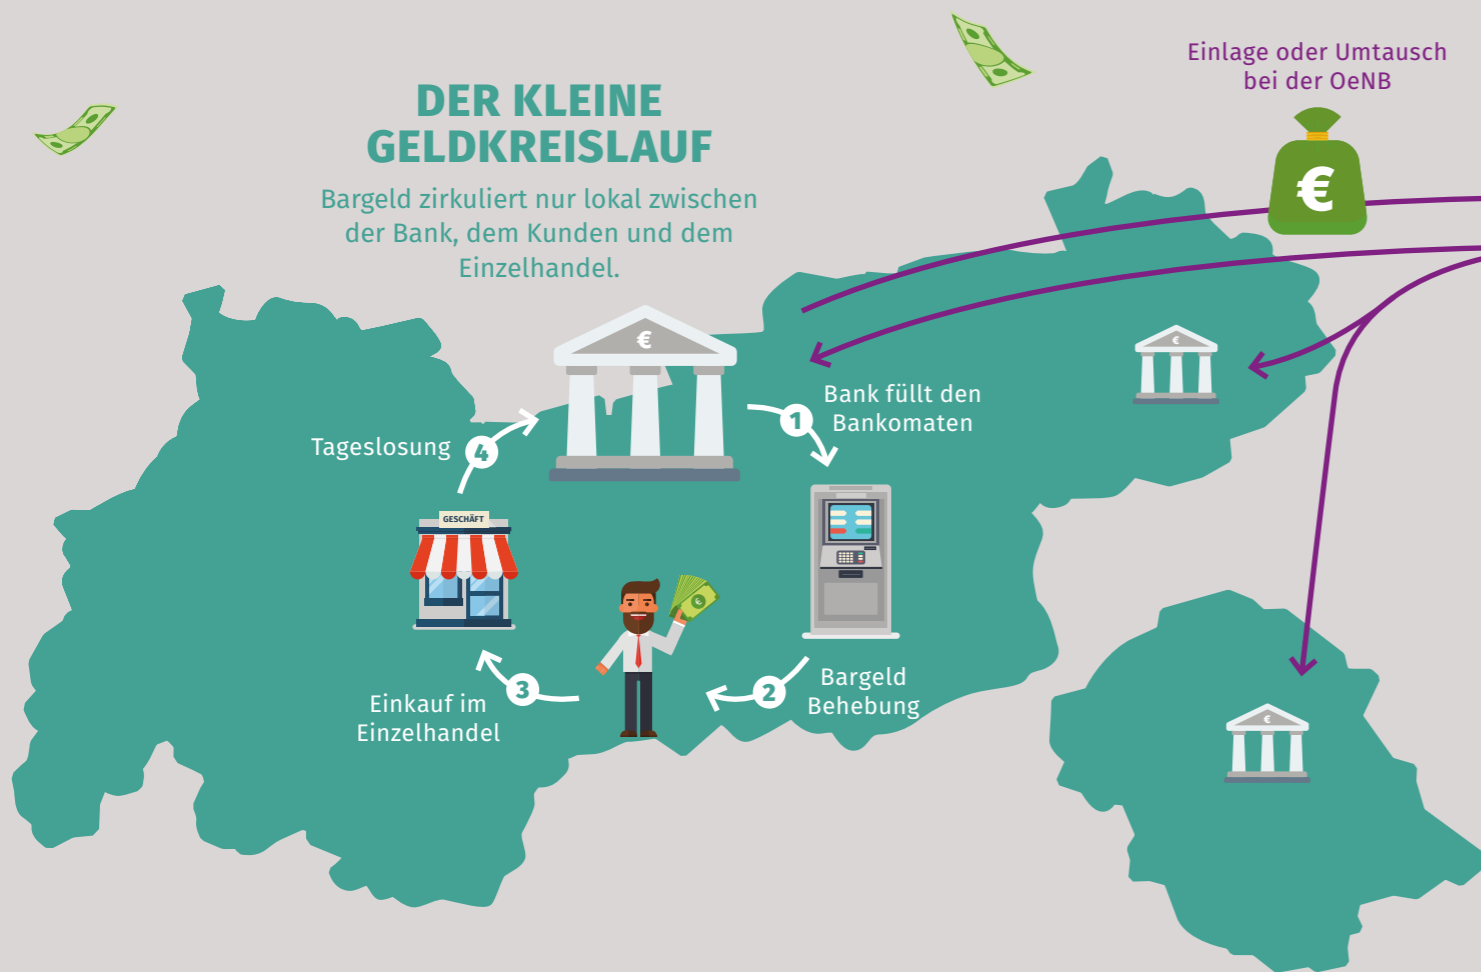 DER KLEINE
GELDKREISLAUF
Bargeld zirkuliert nur lokal zwischen
der Bank, dem Kunden und dem
Einzelhandel.
Einlage oder Umtausch
bei der OeNB
€
€
€
€
1
Bank füllt den
Bankomaten
2
Bargeld
Behebung
3
Einkauf im
Einzelhandel
4
Tageslosung
GESCHÄFT
€